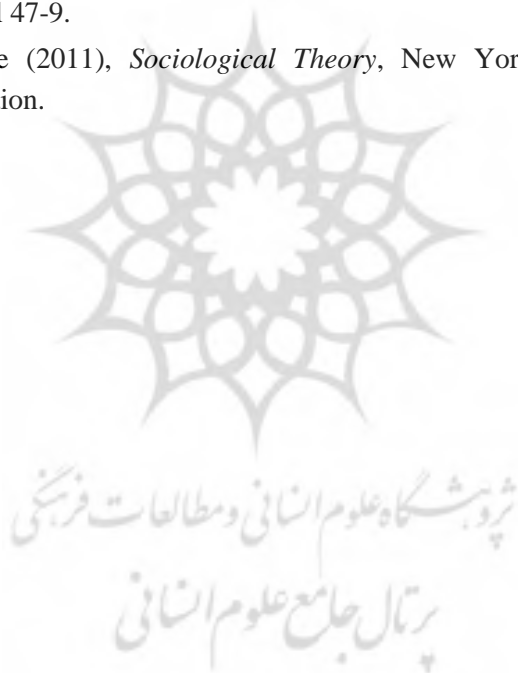 l 47-9.
e (2011), Sociological Theory, New Yor
ion.
پژوهشگاه علوم انسانی و مطالعات فرهنگی
پرتال جامع علوم انسانی